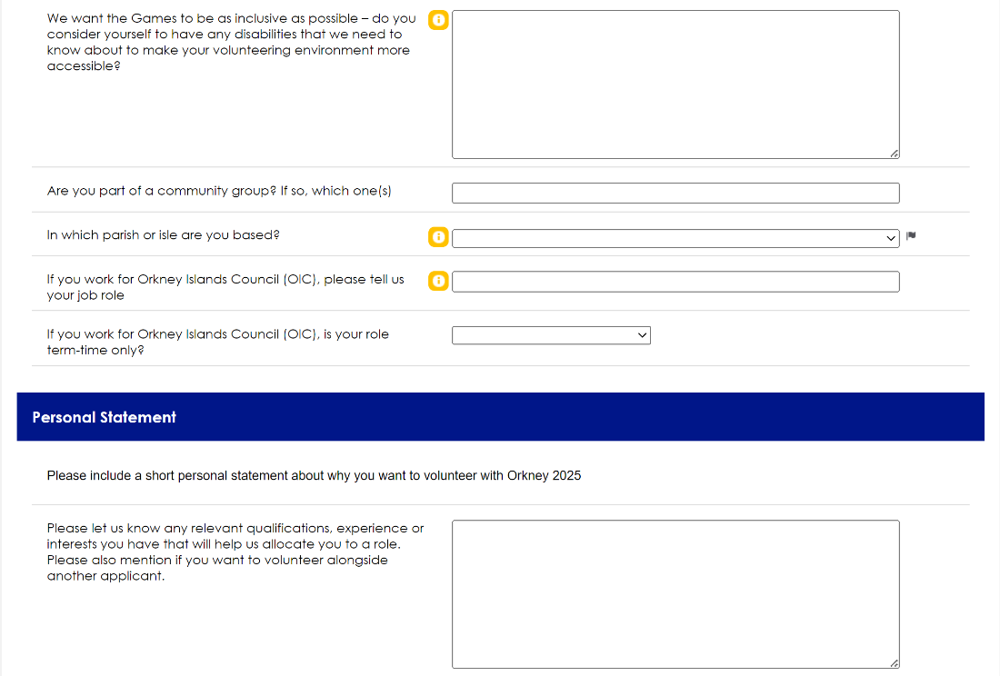 We want the Games to be as inclusive as possible – do you
consider yourself to have any disabilities that we need to
know about to make your volunteering environment more
accessible?
Are you part of a community group? If so, which one(s)
In which parish or isle are you based?
If you work for Orkney Islands Council (OIC), please tell us
your job role
If you work for Orkney Islands Council (OIC), is your role
term-time only?
Personal Statement
Please include a short personal statement about why you want to volunteer with Orkney 2025
Please let us know any relevant qualifications, experience or
interests you have that will help us allocate you to a role.
Please also mention if you want to volunteer alongside
another applicant.